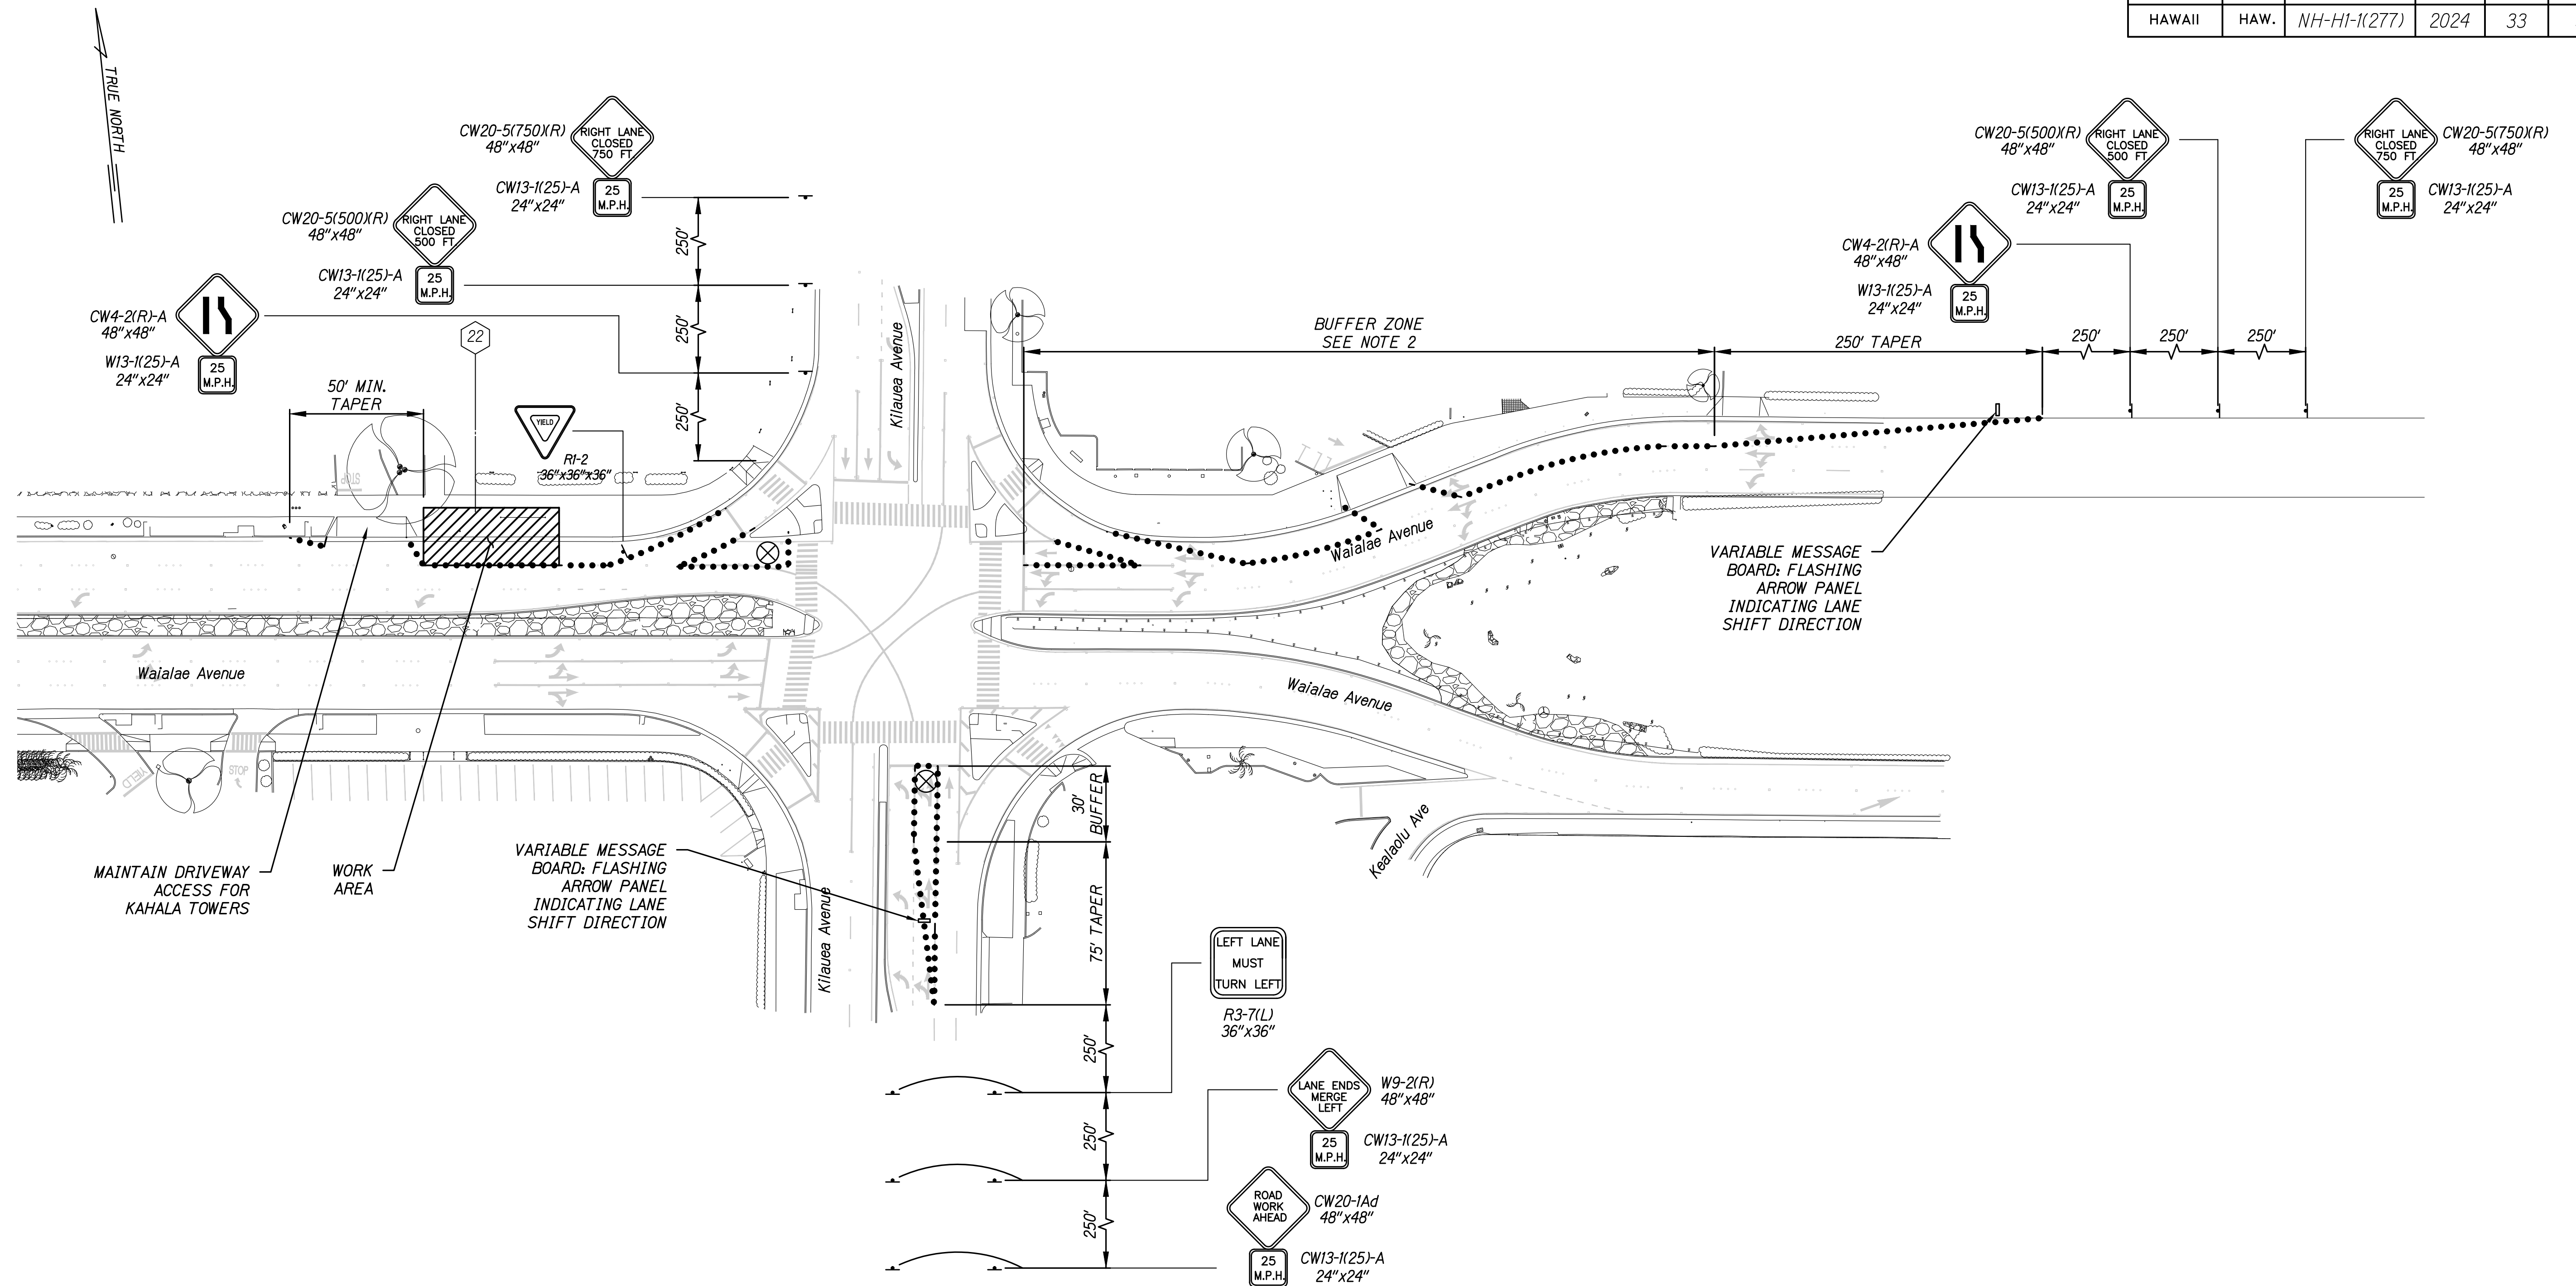 HAWAII HAW. NH-H1-1(277) 2024 33
TRUE NORTH
CW20-5(750)(R)
48"x48"
RIGHT LANE
CLOSED
750 FT
CW13-1(25)-A
24"x24"
25
M.P.H.
CW20-5(500)(R)
48"x48"
RIGHT LANE
CLOSED
500 FT
CW13-1(25)-A
24"x24"
25
M.P.H.
CW4-2(R)-A
48"x48"
W13-1(25)-A
24"x24"
25
M.P.H.
22
50' MIN.
TAPER
YIELD
R1-2
36"x36"x36"
250'
250'
250'
STOP
Kilauea Avenue
BUFFER ZONE
SEE NOTE 2
250' TAPER
250'
250'
250'
CW4-2(R)-A
48"x48"
W13-1(25)-A
24"x24"
25
M.P.H.
CW20-5(500)(R)
48"x48"
RIGHT LANE
CLOSED
500 FT
CW13-1(25)-A
24"x24"
25
M.P.H.
RIGHT LANE
CLOSED
750 FT
CW20-5(750)(R)
48"x48"
25
M.P.H.
CW13-1(25)-A
24"x24"
Waialae Avenue
VARIABLE MESSAGE
BOARD: FLASHING
ARROW PANEL
INDICATING LANE
SHIFT DIRECTION
Waialae Avenue
Waialae Avenue
YIELD
STOP
Kealaolu Ave
MAINTAIN DRIVEWAY
ACCESS FOR
KAHALA TOWERS
WORK
AREA
VARIABLE MESSAGE
BOARD: FLASHING
ARROW PANEL
INDICATING LANE
SHIFT DIRECTION
Kilauea Avenue
30'
BUFFER
75' TAPER
250'
250'
250'
LEFT LANE
MUST
TURN LEFT
R3-7(L)
36"x36"
LANE ENDS
MERGE
LEFT
W9-2(R)
48"x48"
25
M.P.H.
CW13-1(25)-A
24"x24"
ROAD
WORK
AHEAD
CW20-1Ad
48"x48"
25
M.P.H.
CW13-1(25)-A
24"x24"